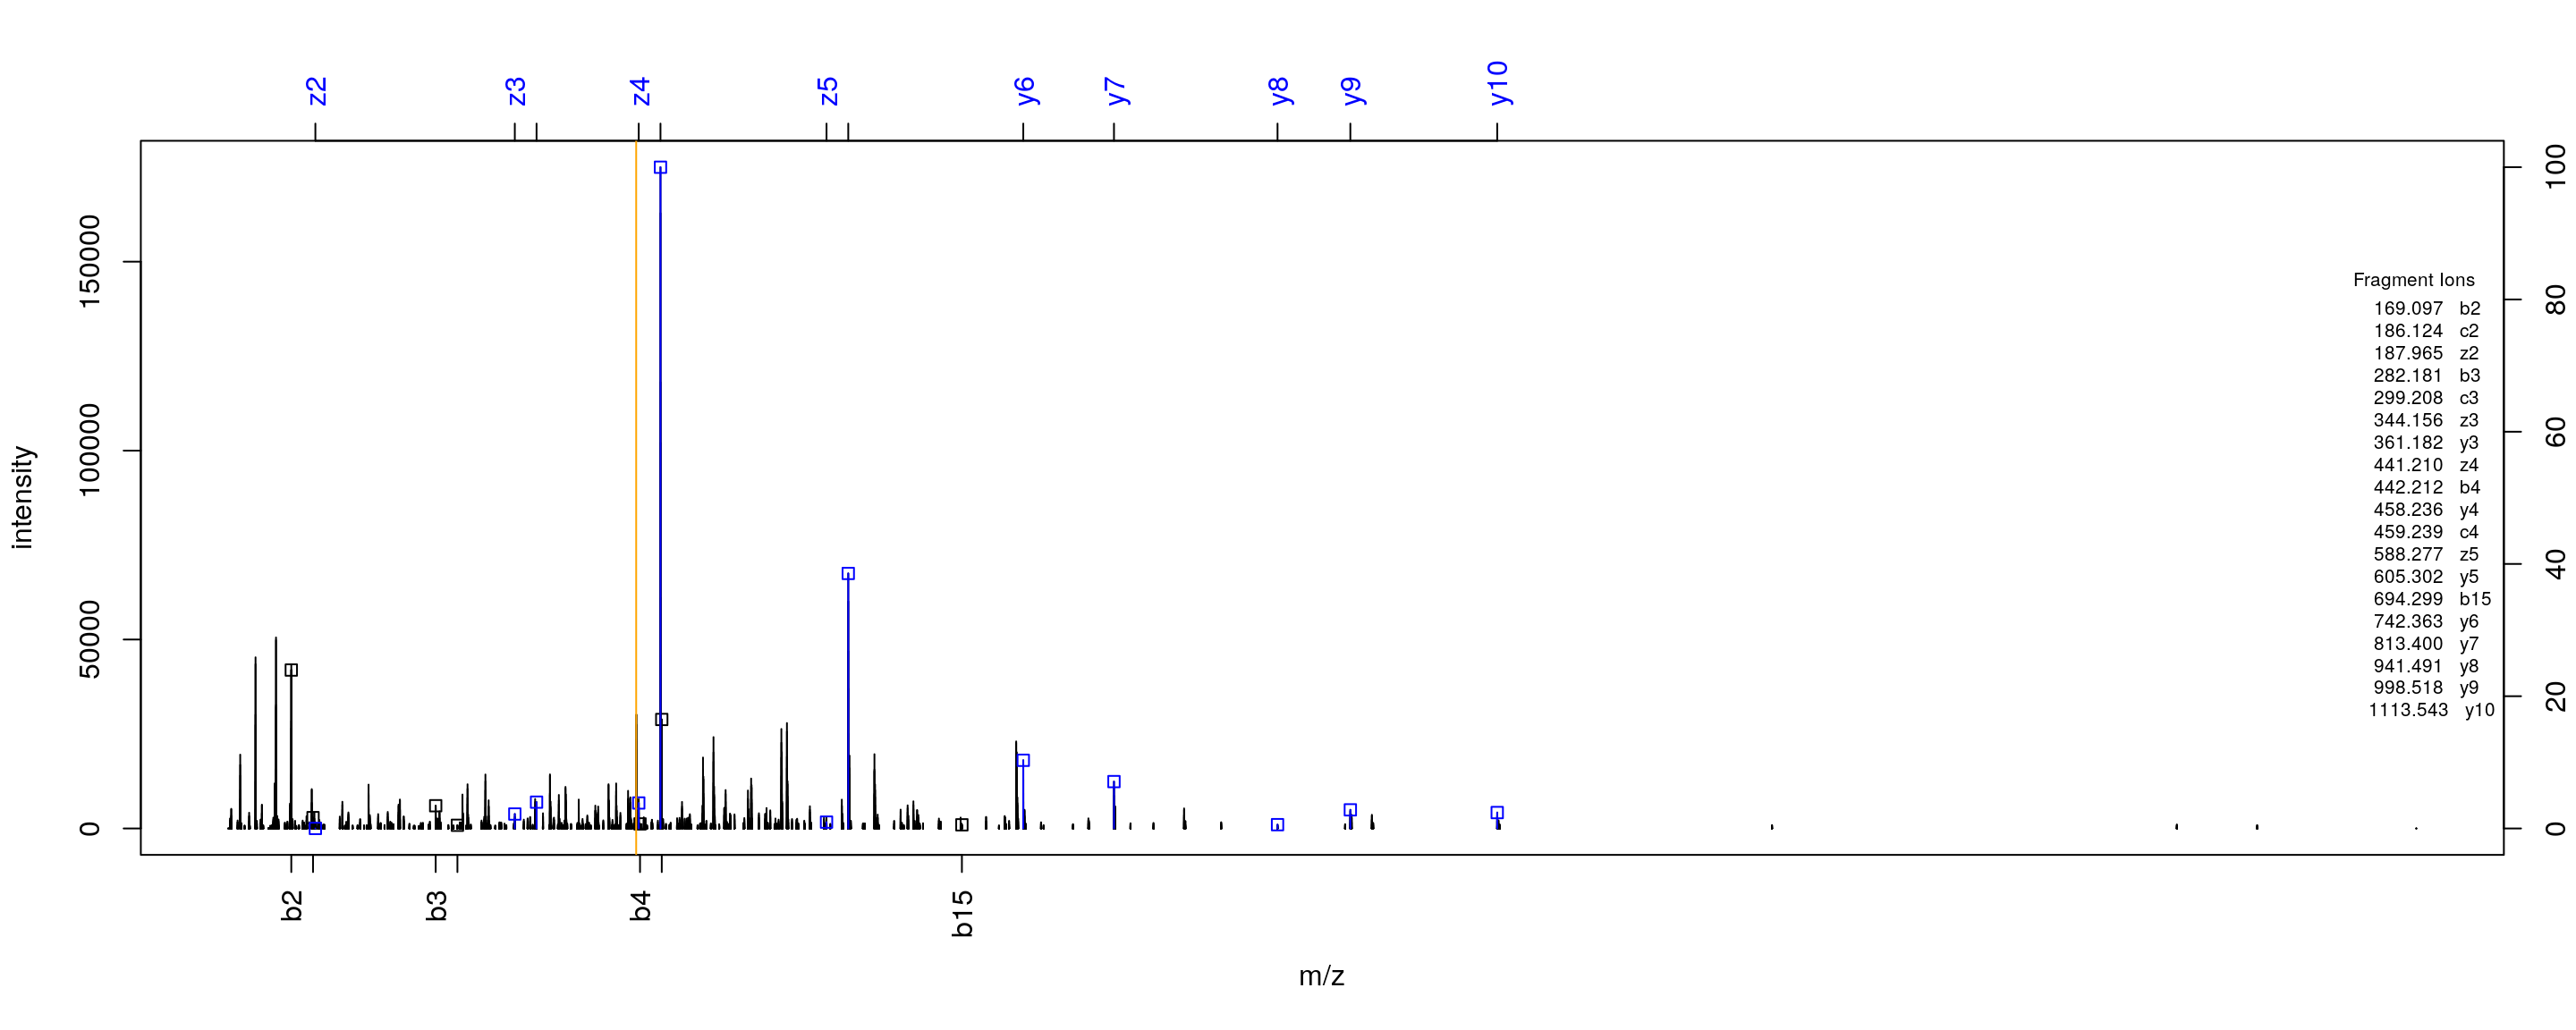 z2 z3 z4 z5 y6 y7 y8 y9 y10
intensity
0 50000 100000 150000
0 20 40 60 80 100
Fragment Ions
169.097 b2
186.124 c2
187.965 z2
282.181 b3
299.208 c3
344.156 z3
361.182 y3
441.210 z4
442.212 b4
458.236 y4
459.239 c4
588.277 z5
605.302 y5
694.299 b15
742.363 y6
813.400 y7
941.491 y8
998.518 y9
1113.543 y10
b2 b3 b4 b15
m/z